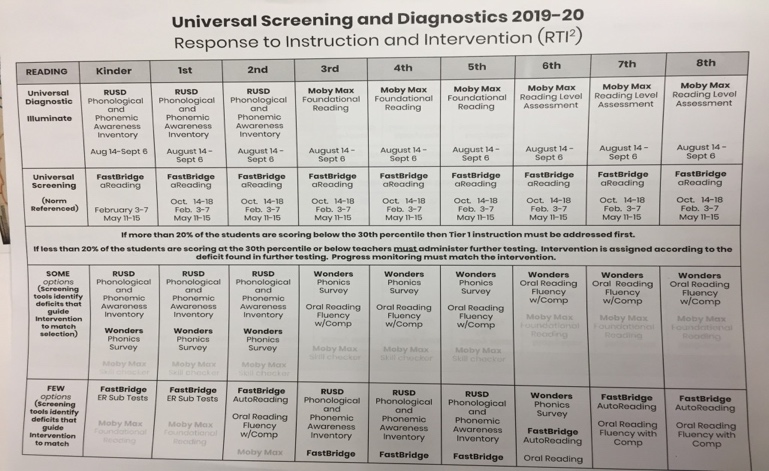 Universal Screening and Diagnostics 2019-20
Response to Instruction and Intervention (RTI²)
READING
Kinder
1st
2nd
3rd
4th
5th
6th
7th
8th
Universal
Diagnostic
Illuminate
RUSD
Phonological
and
Phonemic
Awareness
Inventory
Aug 14-Sept 6
RUSD
Phonological
and
Phonemic
Awareness
Inventory
August 14 -
Sept 6
RUSD
Phonological
and
Phonemic
Awareness
Inventory
August 14 -
Sept 6
Moby Max
Foundational
Reading
August 14 -
Sept 6
Moby Max
Foundational
Reading
August 14 -
Sept 6
Moby Max
Foundational
Reading
August 14 -
Sept 6
Moby Max
Reading Level
Assessment
August 14 -
Sept 6
Moby Max
Reading Level
Assessment
August 14 -
Sept 6
Moby Max
Reading Level
Assessment
August 14 -
Sept 6
Universal
Screening
(Norm
Referenced)
FastBridge
aReading
February 3-7
May 11-15
FastBridge
aReading
Oct. 14-18
Feb. 3-7
May 11-15
FastBridge
aReading
Oct. 14-18
Feb. 3-7
May 11-15
FastBridge
aReading
Oct. 14-18
Feb. 3-7
May 11-15
FastBridge
aReading
Oct. 14-18
Feb. 3-7
May 11-15
FastBridge
aReading
Oct. 14-18
Feb. 3-7
May 11-15
FastBridge
aReading
Oct. 14-18
Feb. 3-7
May 11-15
FastBridge
aReading
Oct. 14-18
Feb. 3-7
May 11-15
FastBridge
aReading
Oct. 14-18
Feb. 3-7
May 11-15
If more than 20% of the students are scoring below the 30th percentile then Tier 1 instruction must be addressed first.
If less than 20% of the students are scoring at the 30th percentile or below teachers must administer further testing. Intervention is assigned according to the
deficit found in further testing. Progress monitoring must match the intervention.
SOME
options
(Screening
tools identify
deficits that
guide
Intervention
to match
selection)
RUSD
Phonological
and
Phonemic
Awareness
Inventory
Wonders
Phonics
Survey
Moby Max
Skill checker
RUSD
Phonological
and
Phonemic
Awareness
Inventory
Wonders
Phonics
Survey
Moby Max
Skill checker
RUSD
Phonological
and
Phonemic
Awareness
Inventory
Wonders
Phonics
Survey
Moby Max
Skill checker
Wonders
Phonics
Survey
Oral Reading
Fluency
w/Comp
Moby Max
Skill checker
Wonders
Phonics
Survey
Oral Reading
Fluency
w/Comp
Moby Max
Skill checker
Wonders
Phonics
Survey
Oral Reading
Fluency
w/Comp
Moby Max
Skill checker
Wonders
Oral Reading
Fluency
w/Comp
Moby Max
Foundational
Reading
Wonders
Oral Reading
Fluency
w/Comp
Moby Max
Foundational
Reading
Wonders
Oral Reading
Fluency
w/Comp
Moby Max
Foundational
Reading
FEW
options
(Screening
tools identify
deficits that
guide
Intervention
to match
FastBridge
ER Sub Tests
Moby Max
Foundational
Reading
FastBridge
ER Sub Tests
Moby Max
Foundational
Reading
FastBridge
AutoReading
Oral Reading
Fluency
w/Comp
Moby Max
RUSD
Phonological
and
Phonemic
Awareness
Inventory
FastBridge
RUSD
Phonological
and
Phonemic
Awareness
Inventory
FastBridge
RUSD
Phonological
and
Phonemic
Awareness
Inventory
FastBridge
Wonders
Phonics
Survey
FastBridge
AutoReading
Oral Reading
FastBridge
AutoReading
Oral Reading
Fluency with
Comp
FastBridge
AutoReading
Oral Reading
Fluency with
Comp